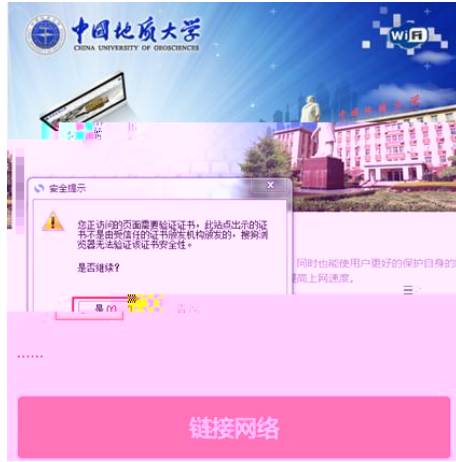 中国地质大学
CHINA UNIVERSITY OF GEOSCIENCES
WiFi
中国地质大学
安全提示
您正访问的页面需要验证证书，此站点出示的证
书不是由受信任的证书颁发机构颁发的，搜狗浏
览器无法验证该证书安全性。
是否继续？
同时也能使用户更好的保护自身的
高上网速度。
是(Y)
否(N)
......
链接网络